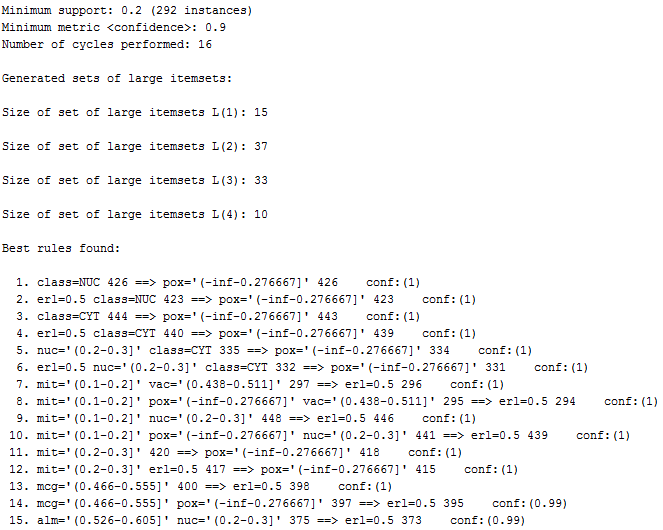 Minimum support: 0.2 (292 instances)
Minimum metric <confidence>: 0.9
Number of cycles performed: 16
Generated sets of large itemsets:
Size of set of large itemsets L(1): 15
Size of set of large itemsets L(2): 37
Size of set of large itemsets L(3): 33
Size of set of large itemsets L(4): 10
Best rules found:
1. class=NUC 426 ==> pox='(-inf-0.276667]' 426 conf:(1)
2. erl=0.5 class=NUC 423 ==> pox='(-inf-0.276667]' 423 conf:(1)
3. class=CYT 444 ==> pox='(-inf-0.276667]' 443 conf:(1)
4. erl=0.5 class=CYT 440 ==> pox='(-inf-0.276667]' 439 conf:(1)
5. nuc='(0.2-0.3]' class=CYT 335 ==> pox='(-inf-0.276667]' 334 conf:(1)
6. erl=0.5 nuc='(0.2-0.3]' class=CYT 332 ==> pox='(-inf-0.276667]' 331 conf:(1)
7. mit='(0.1-0.2]' vac='(0.438-0.511]' 297 ==> erl=0.5 296 conf:(1)
8. mit='(0.1-0.2]' pox='(-inf-0.276667]' vac='(0.438-0.511]' 295 ==> erl=0.5 294 conf:(1)
9. mit='(0.1-0.2]' nuc='(0.2-0.3]' 448 ==> erl=0.5 446 conf:(1)
10. mit='(0.1-0.2]' pox='(-inf-0.276667]' nuc='(0.2-0.3]' 441 ==> erl=0.5 439 conf:(1)
11. mit='(0.2-0.3]' 420 ==> pox='(-inf-0.276667]' 418 conf:(1)
12. mit='(0.2-0.3]' erl=0.5 417 ==> pox='(-inf-0.276667]' 415 conf:(1)
13. mcg='(0.466-0.555]' 400 ==> erl=0.5 398 conf:(1)
14. mcg='(0.466-0.555]' pox='(-inf-0.276667]' 397 ==> erl=0.5 395 conf:(0.99)
15. alm='(0.526-0.605]' nuc='(0.2-0.3]' 375 ==> erl=0.5 373 conf:(0.99)